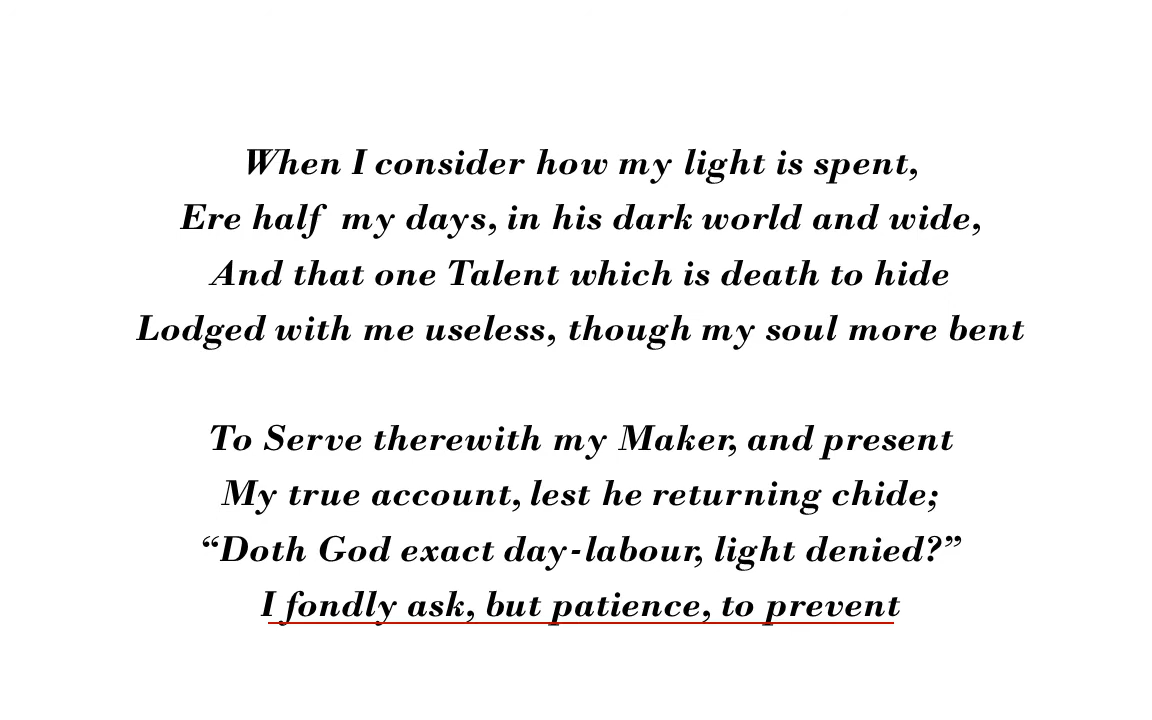 When I consider how my light is spent,
Ere half my days, in his dark world and wide,
And that one Talent which is death to hide
Lodged with me useless, though my soul more bent
To Serve therewith my Maker, and present
My true account, lest he returning chide;
“Doth God exact day-labour, light denied?”
I fondly ask, but patience, to prevent